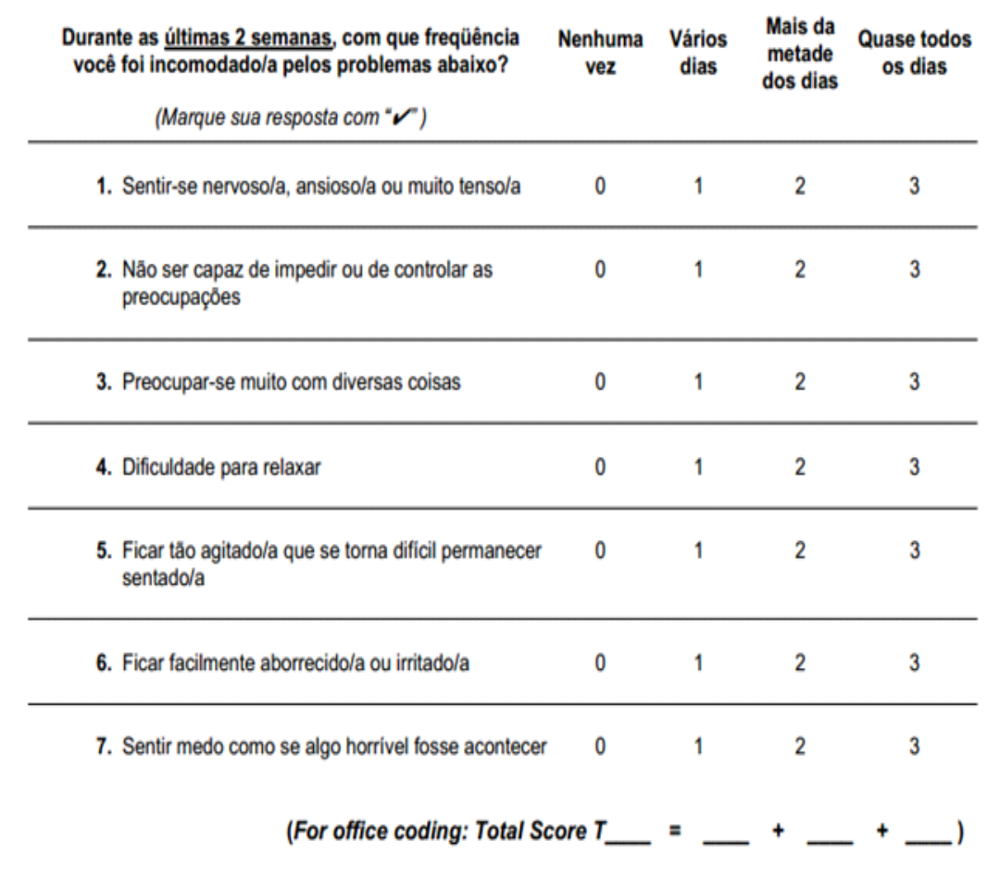 Durante as últimas 2 semanas, com que freqüência
você foi incomodado/a pelos problemas abaixo?
(Marque sua resposta com “✔”)
Nenhuma
vez
Vários
dias
Mais da
metade
dos dias
Quase todos
os dias
1. Sentir-se nervoso/a, ansioso/a ou muito tenso/a 0 1 2 3
2. Não ser capaz de impedir ou de controlar as 0 1 2 3
preocupações
3. Preocupar-se muito com diversas coisas 0 1 2 3
4. Dificuldade para relaxar 0 1 2 3
5. Ficar tão agitado/a que se torna difícil permanecer 0 1 2 3
sentado/a
6. Ficar facilmente aborrecido/a ou irritado/a 0 1 2 3
7. Sentir medo como se algo horrível fosse acontecer 0 1 2 3
(For office coding: Total Score T____ = ____ + ____ + ____ )